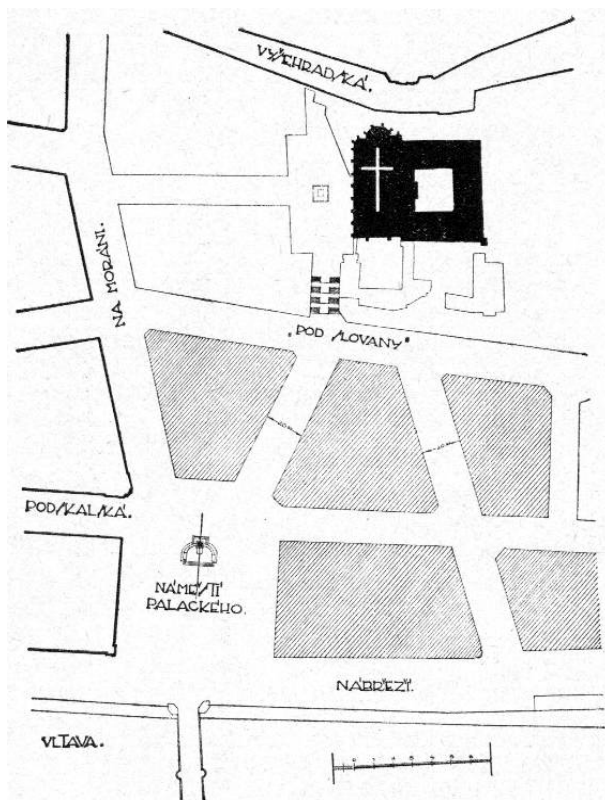 VYŠEHRADSKÁ.
NA MORÁNI.
„POD SLOVANY“
PODSKALSKÁ.
NÁMĚSTÍ
PALACKÉHO.
NÁBŘEŽÍ.
VLTAVA.